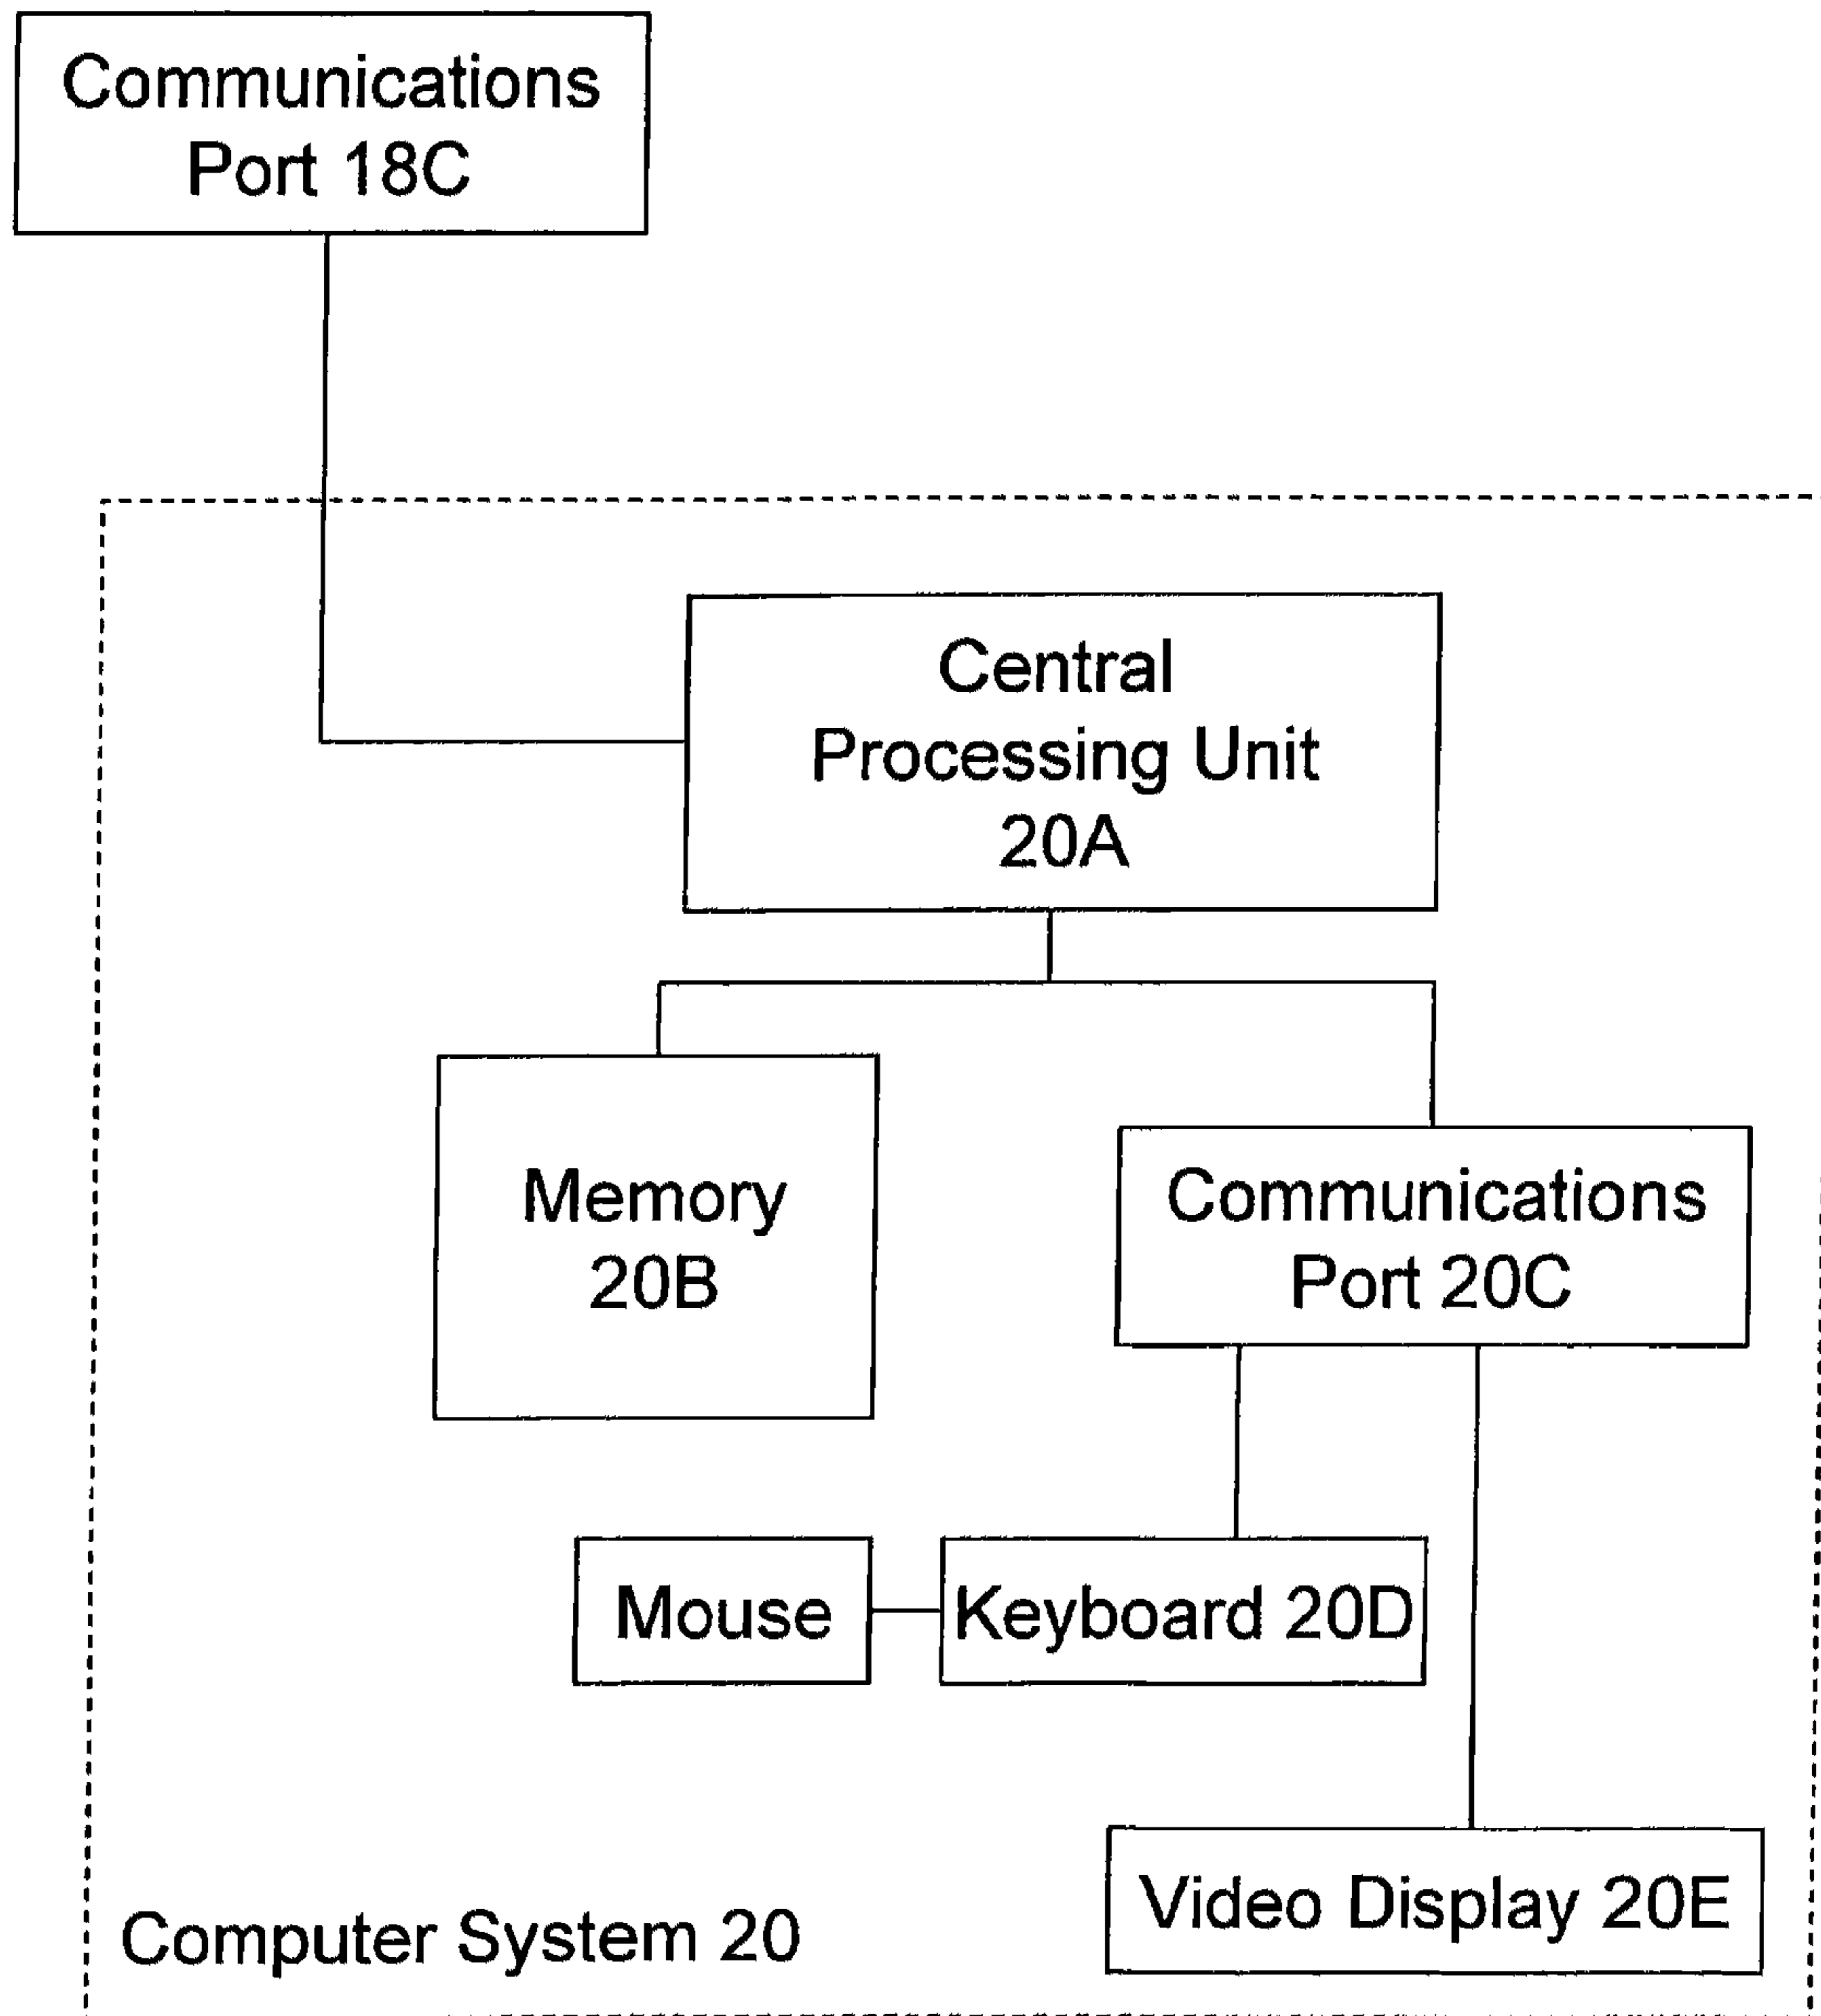 Communications
Port 18C
Central
Processing Unit
20A
Memory
20B
Communications
Port 20C
Mouse
Keyboard 20D
Video Display 20E
Computer System 20